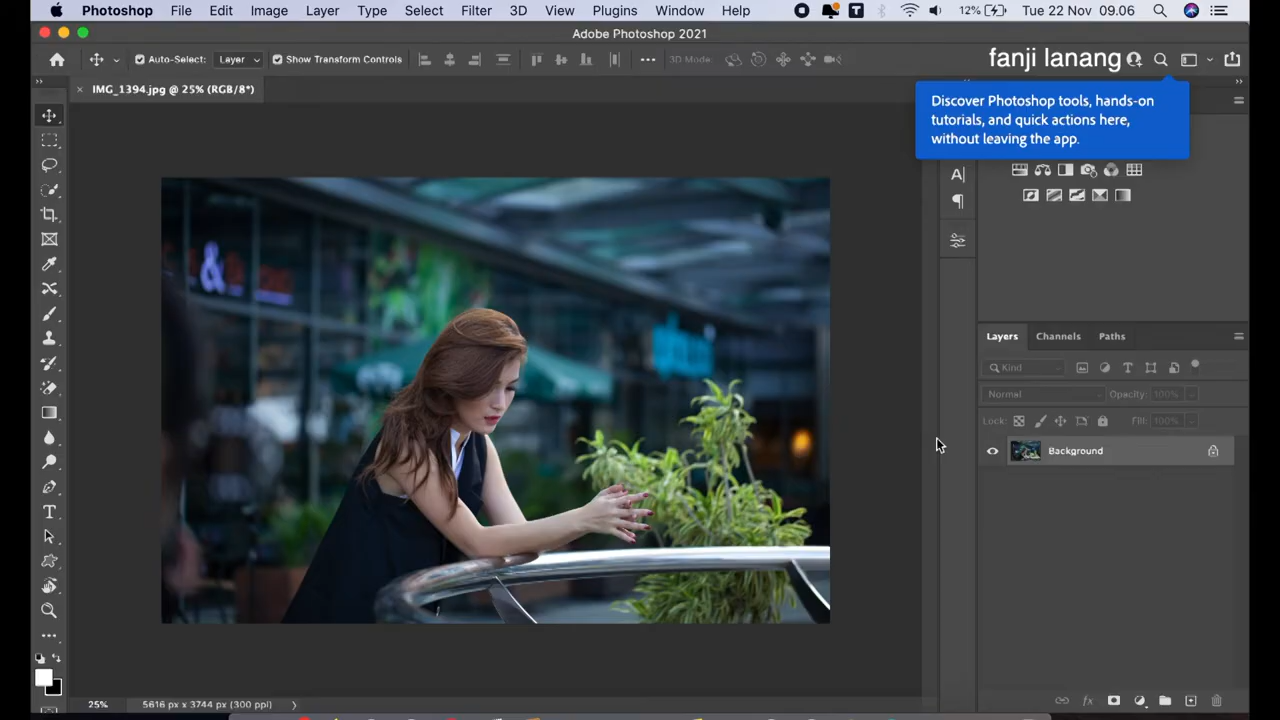 Photoshop File Edit Image Layer Type Select Filter 3D View Plugins Window Help 12% Tue 22 Nov 09.06
Adobe Photoshop 2021
Auto-Select: Layer Show Transform Controls 3D Mode: fanji lanang
IMG_1394.jpg @ 25% (RGB/8*)
Discover Photoshop tools, hands-on
tutorials, and quick actions here,
without leaving the app.
&
Layers Channels Paths
Kind
Normal Opacity: 100%
Lock: Fill: 100%
Background
25% 5616 px x 3744 px (300 ppi)